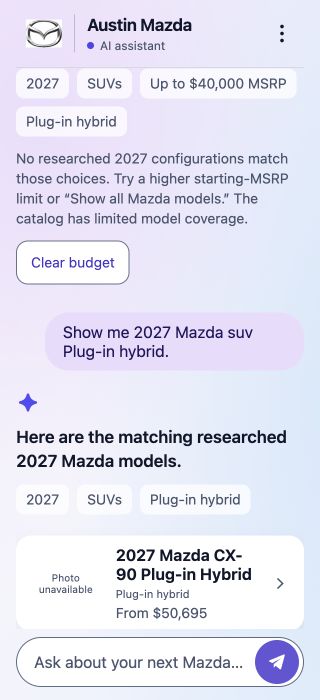 Austin Mazda
AI assistant
2027
SUVs
Up to $40,000 MSRP
Plug-in hybrid
No researched 2027 configurations match
those choices. Try a higher starting-MSRP
limit or “Show all Mazda models.” The
catalog has limited model coverage.
Clear budget
Show me 2027 Mazda suv
Plug-in hybrid.
Here are the matching researched
2027 Mazda models.
2027
SUVs
Plug-in hybrid
Photo
unavailable
2027 Mazda CX-
90 Plug-in Hybrid
Plug-in hybrid
From $50,695
Ask about your next Mazda...